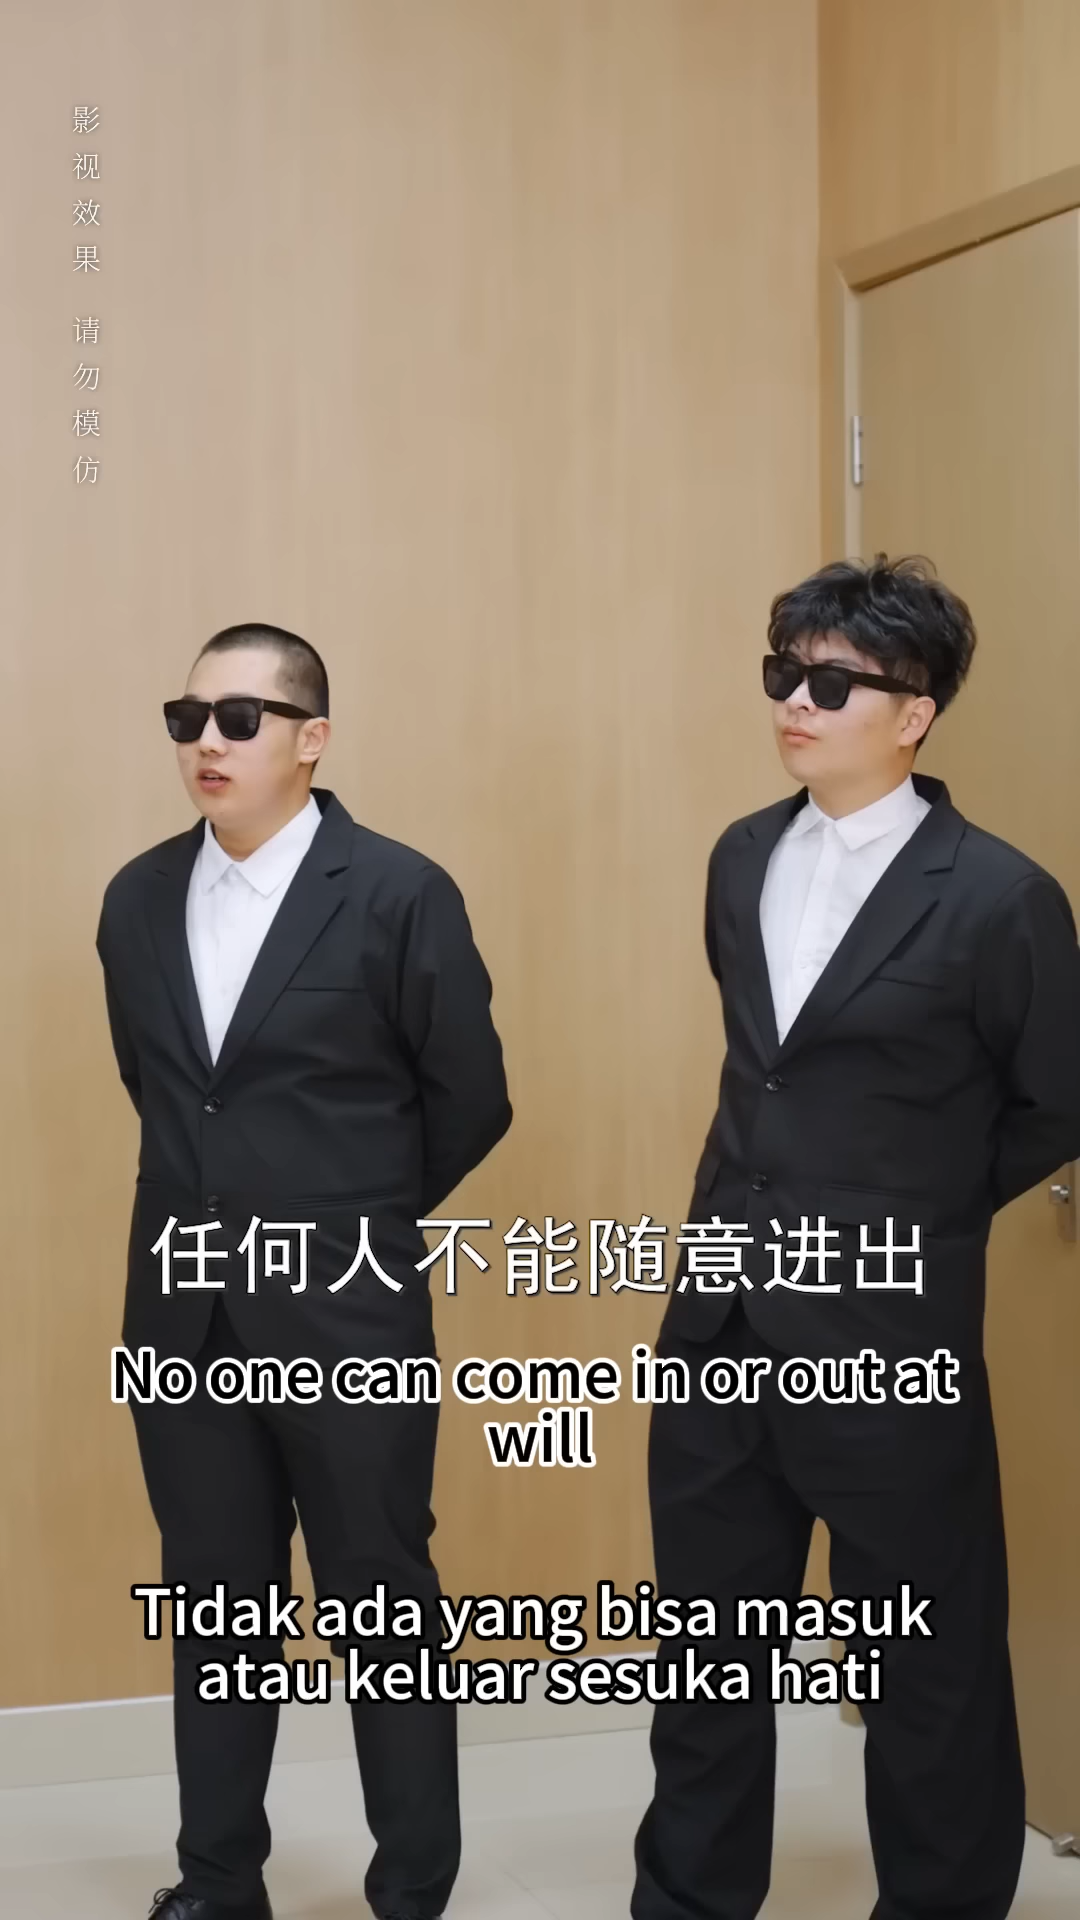 影视效果 请勿模仿
任何人不能随意进出
No one can come in or out at
will
Tidak ada yang bisa masuk
atau keluar sesuka hati